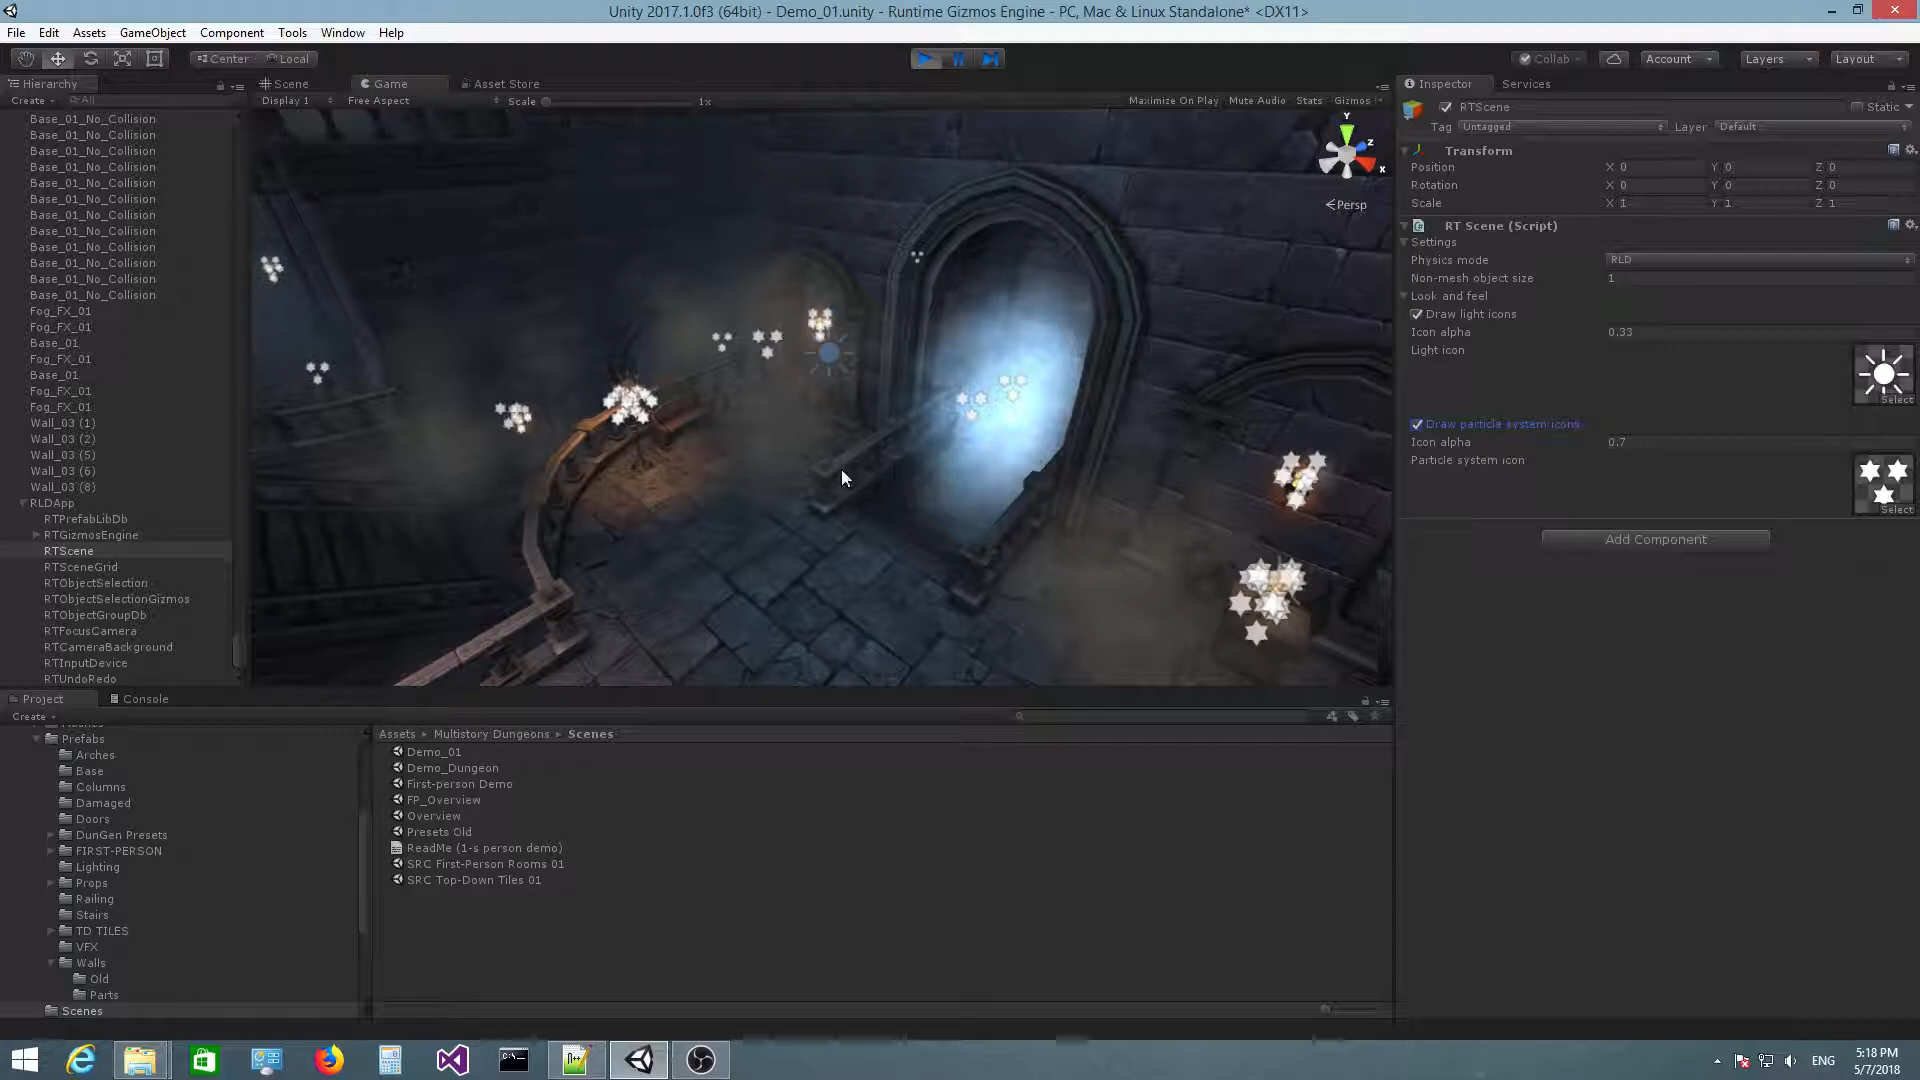 Unity 2017.1.0f3 (64bit) - Demo_01.unity - Runtime Gizmos Engine - PC, Mac & Linux Standalone* <DX11>
File Edit Assets GameObject Component Tools Window Help
Center Local Collab Account Layers Layout
Hierarchy
Create All
Base_01_No_Collision
Base_01_No_Collision
Base_01_No_Collision
Base_01_No_Collision
Base_01_No_Collision
Base_01_No_Collision
Base_01_No_Collision
Base_01_No_Collision
Base_01_No_Collision
Base_01_No_Collision
Base_01_No_Collision
Base_01_No_Collision
Fog_FX_01
Fog_FX_01
Base_01
Fog_FX_01
Base_01
Fog_FX_01
Fog_FX_01
Wall_03 (1)
Wall_03 (2)
Wall_03 (5)
Wall_03 (6)
Wall_03 (8)
RLDApp
RTPrefabLibDb
RTGizmosEngine
RTScene
RTSceneGrid
RTObjectSelection
RTObjectSelectionGizmos
RTObjectGroupDb
RTFocusCamera
RTCameraBackground
RTInputDevice
RTUndoRedo
Scene Game Asset Store
Display 1 Free Aspect Scale 1x Maximize On Play Mute Audio Stats Gizmos
Y
Z
X
Persp
Inspector Services
RTScene Static
Tag Untagged Layer Default
Transform
Position X 0 Y 0 Z 0
Rotation X 0 Y 0 Z 0
Scale X 1 Y 1 Z 1
RT Scene (Script)
Settings
Physics mode RLD
Non-mesh object size 1
Look and feel
Draw light icons
Icon alpha 0.33
Light icon
Select
Draw particle system icons
Icon alpha 0.7
Particle system icon
Select
Add Component
Project Console
Create
Prefabs
Arches
Base
Columns
Damaged
Doors
DunGen Presets
FIRST-PERSON
Lighting
Props
Railing
Stairs
TD TILES
VFX
Walls
Old
Parts
Scenes
Assets Multistory Dungeons Scenes
Demo_01
Demo_Dungeon
First-person Demo
FP_Overview
Overview
Presets Old
ReadMe (1-s person demo)
SRC First-Person Rooms 01
SRC Top-Down Tiles 01
ENG
5:18 PM
5/7/2018